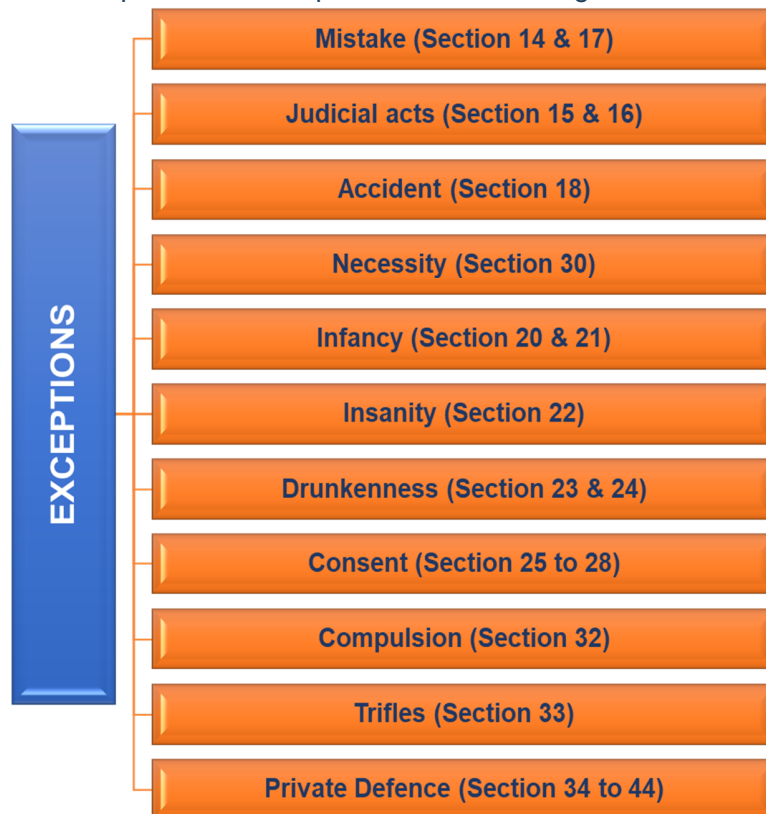 EXCEPTIONS
Mistake (Section 14 & 17)
Judicial acts (Section 15 & 16)
Accident (Section 18)
Necessity (Section 30)
Infancy (Section 20 & 21)
Insanity (Section 22)
Drunkenness (Section 23 & 24)
Consent (Section 25 to 28)
Compulsion (Section 32)
Trifles (Section 33)
Private Defence (Section 34 to 44)